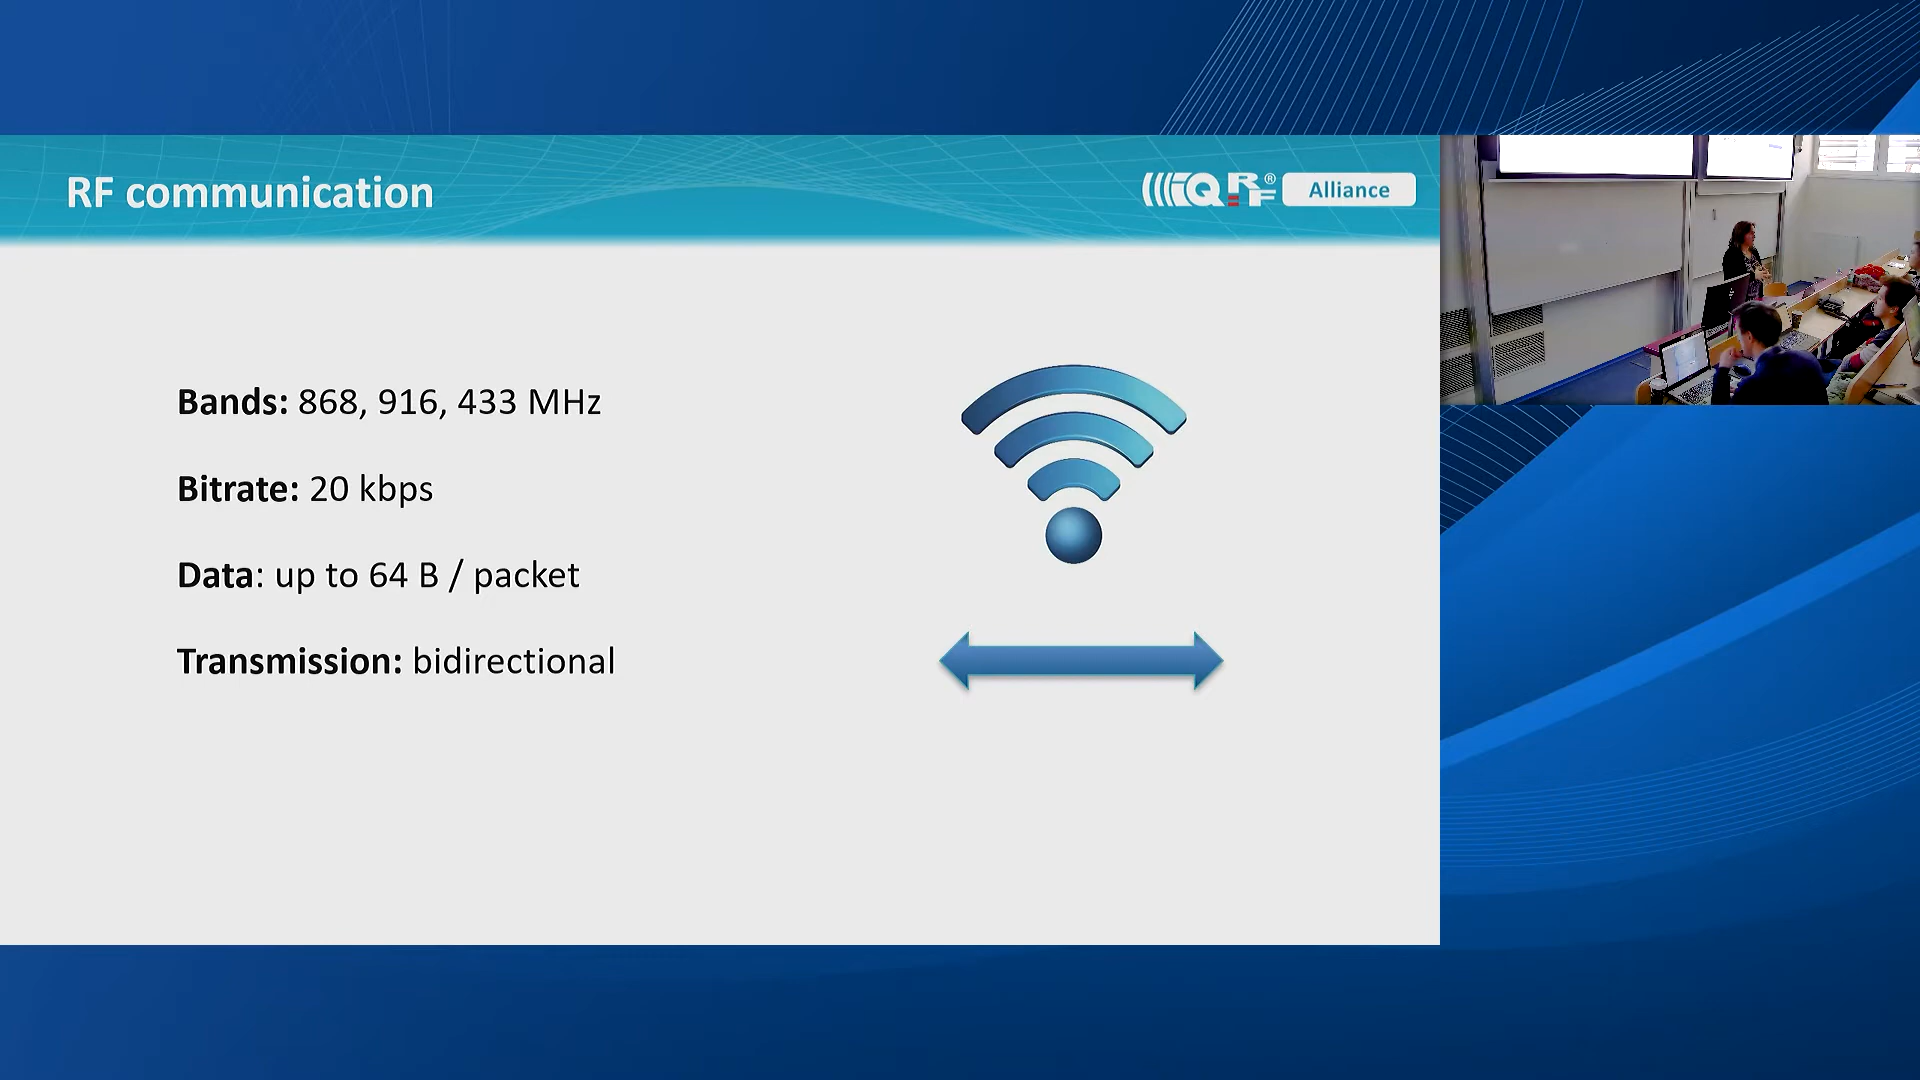 RF communication
IQRF® Alliance
Bands: 868, 916, 433 MHz
Bitrate: 20 kbps
Data: up to 64 B / packet
Transmission: bidirectional